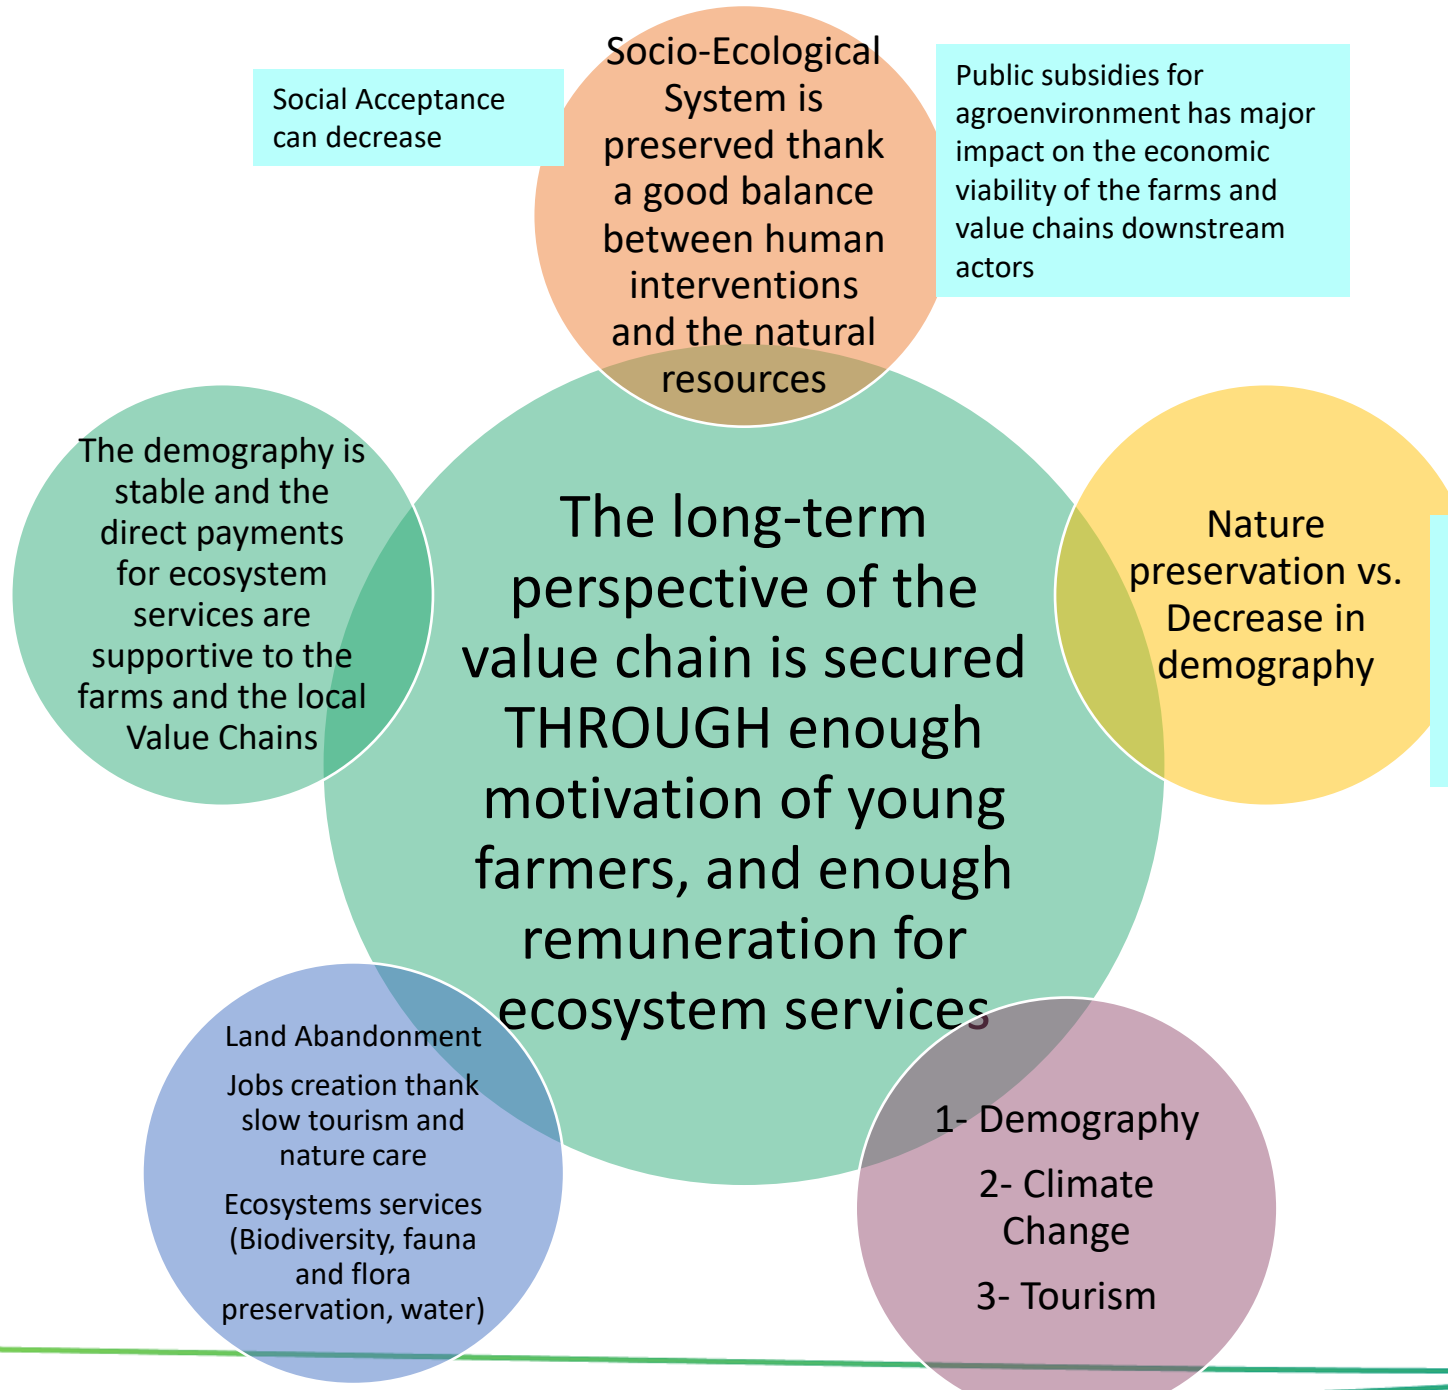 Social Acceptance
can decrease
Socio-Ecological
System is
preserved thank
a good balance
between human
interventions
and the natural
resources
Public subsidies for
agroenvironment has major
impact on the economic
viability of the farms and
value chains downstream
actors
The demography is
stable and the
direct payments
for ecosystem
services are
supportive to the
farms and the local
Value Chains
The long-term
perspective of the
value chain is secured
THROUGH enough
motivation of young
farmers, and enough
remuneration for
ecosystem services
Nature
preservation vs.
Decrease in
demography
Land Abandonment
Jobs creation thank
slow tourism and
nature care
Ecosystems services
(Biodiversity, fauna
and flora
preservation, water)
1- Demography
2- Climate
Change
3- Tourism